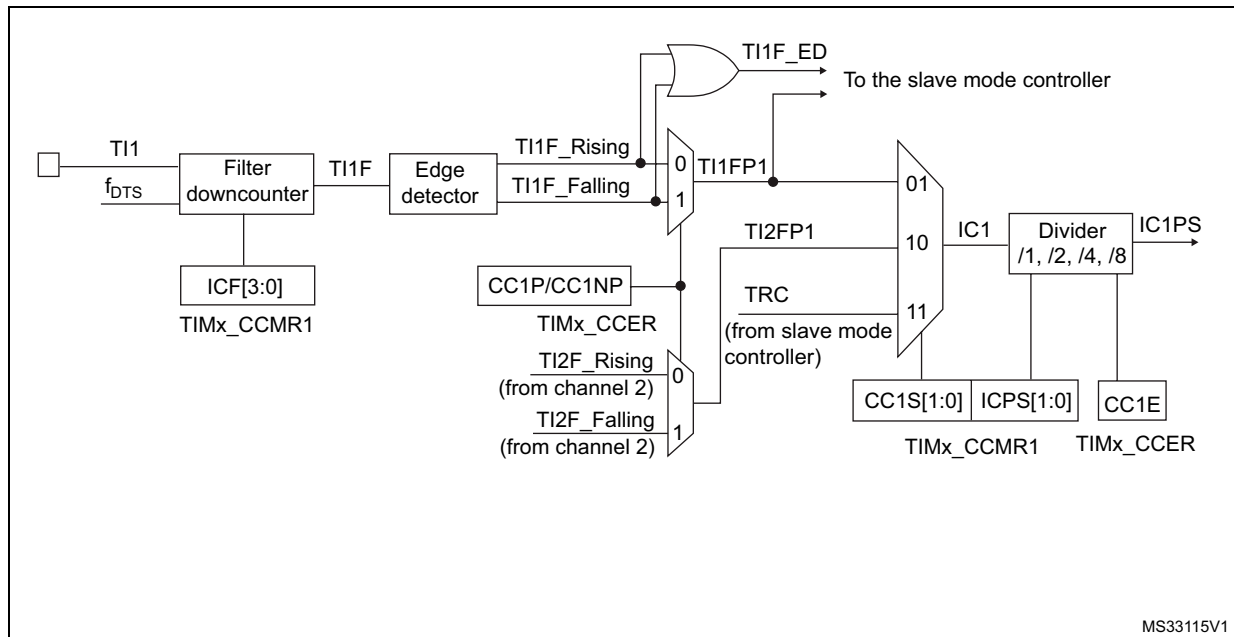 TI1F_ED
To the slave mode controller
TI1
f_DTS
Filter
downcounter
TI1F
Edge
detector
TI1F_Rising
TI1F_Falling
0
1
TI1FP1
01
10
11
TI2FP1
TRC
(from slave mode
controller)
IC1
Divider
/1, /2, /4, /8
IC1PS
ICF[3:0]
TIMx_CCMR1
CC1P/CC1NP
TIMx_CCER
TI2F_Rising
(from channel 2)
TI2F_Falling
(from channel 2)
0
1
CC1S[1:0]
ICPS[1:0]
TIMx_CCMR1
CC1E
TIMx_CCER
MS33115V1